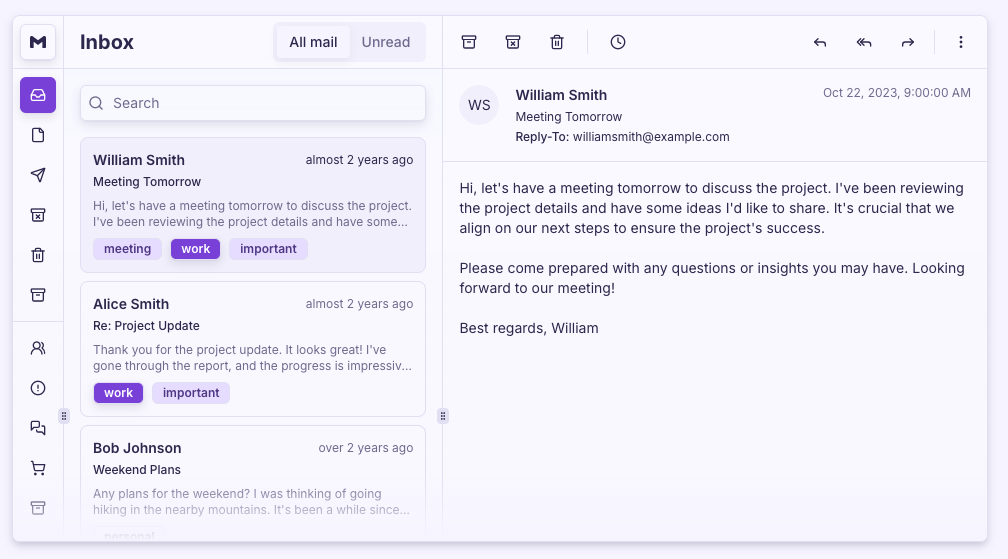 Inbox
All mail
Unread
Search
William Smith
almost 2 years ago
Meeting Tomorrow
Hi, let's have a meeting tomorrow to discuss the project.
I've been reviewing the project details and have some...
meeting
work
important
Alice Smith
almost 2 years ago
Re: Project Update
Thank you for the project update. It looks great! I've
gone through the report, and the progress is impressiv...
work
important
Bob Johnson
over 2 years ago
Weekend Plans
Any plans for the weekend? I was thinking of going
hiking in the nearby mountains. It's been a while since...
personal
WS
William Smith
Oct 22, 2023, 9:00:00 AM
Meeting Tomorrow
Reply-To: williamsmith@example.com
Hi, let's have a meeting tomorrow to discuss the project. I've been reviewing
the project details and have some ideas I'd like to share. It's crucial that we
align on our next steps to ensure the project's success.
Please come prepared with any questions or insights you may have. Looking
forward to our meeting!
Best regards, William